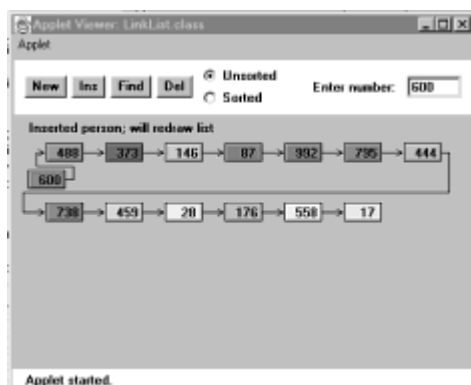 Applet Viewer: LinkList.class
Applet
New Ins Find Del Unsorted Sorted Enter number: 600
Inserted person; will redraw list
488 373 146 87 992 795 444
600
738 459 28 176 558 17
Applet started.